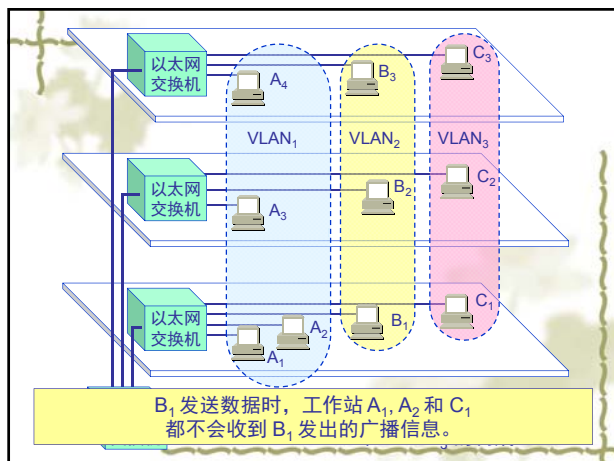 以太网
交换机
A₄
B₃
C₃
VLAN₁
VLAN₂
VLAN₃
以太网
交换机
A₃
B₂
C₂
以太网
交换机
A₁
A₂
B₁
C₁
B₁ 发送数据时，工作站 A₁, A₂ 和 C₁
都不会收到 B₁ 发出的广播信息。